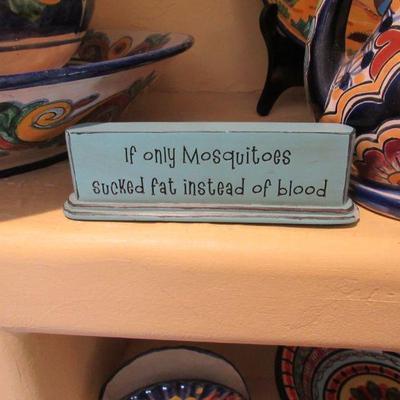 If only Mosquitoes
sucked fat instead of blood